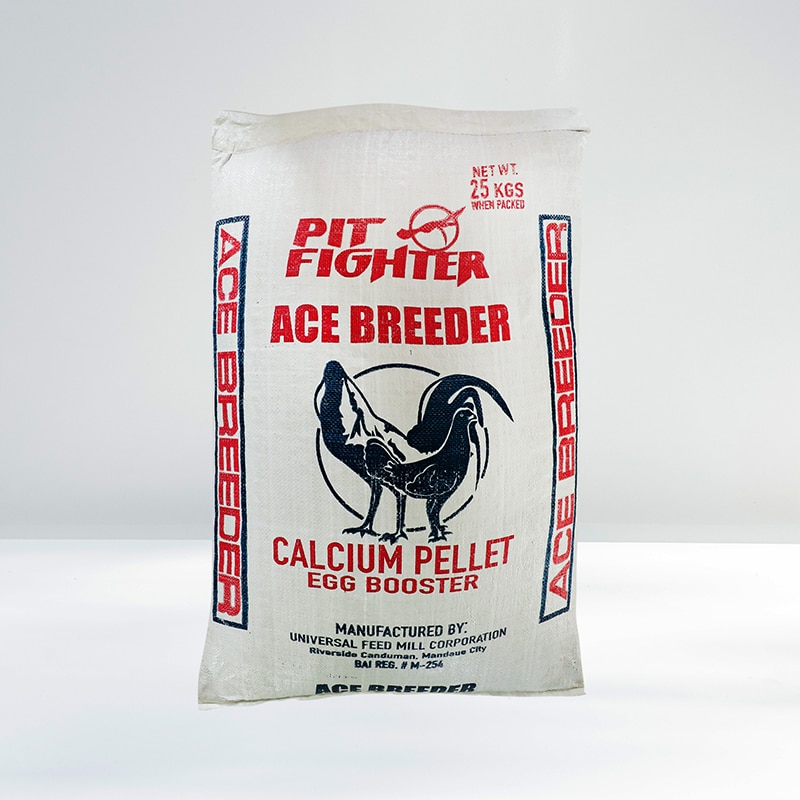 NET WT.
25 KGS
WHEN PACKED
PIT
FIGHTER
ACE BREEDER
ACE BREEDER
ACE BREEDER
CALCIUM PELLET
EGG BOOSTER
MANUFACTURED BY:
UNIVERSAL FEED MILL CORPORATION
Riverside Canduman, Mandaue City
BAI REG. # M-254
ACE BREEDER